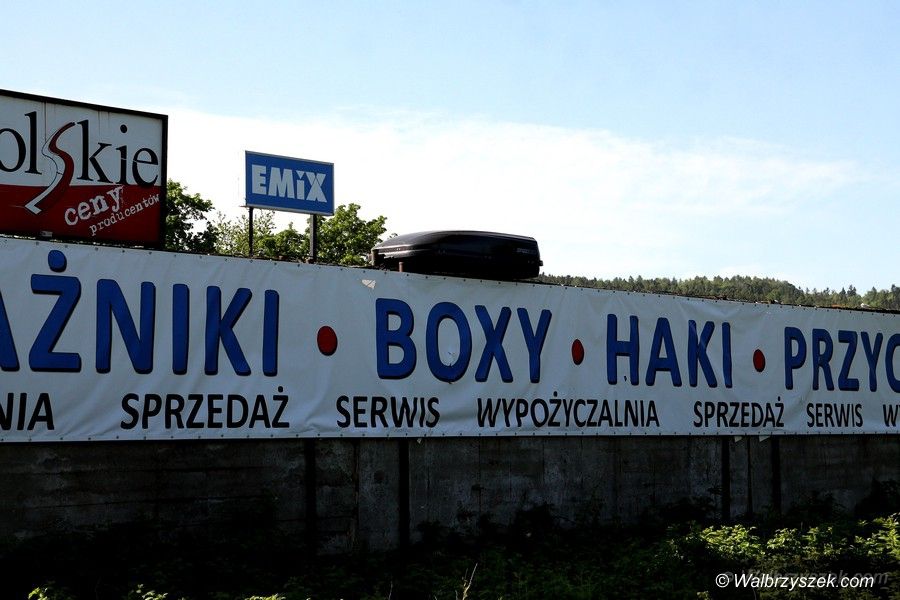 olskie
ceny
producentów
EMiX
AŻNIKI • BOXY • HAKI • PRZYC
NIA SPRZEDAŻ SERWIS WYPOŻYCZALNIA SPRZEDAŻ SERWIS W
© Walbrzyszek.com